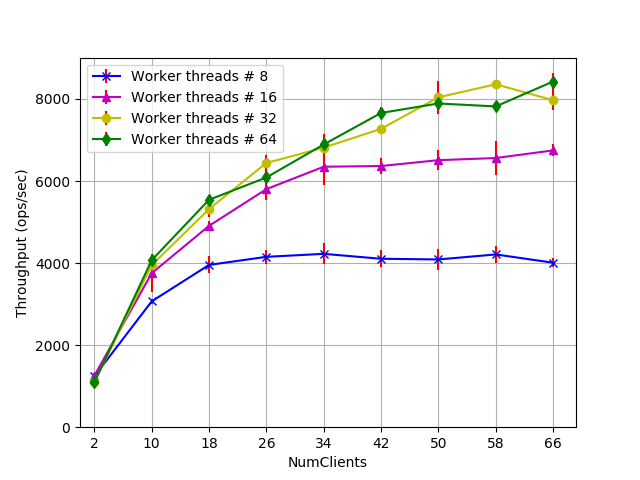 Worker threads # 8
Worker threads # 16
Worker threads # 32
Worker threads # 64
8000
6000
4000
2000
0
Throughput (ops/sec)
2 10 18 26 34 42 50 58 66
NumClients